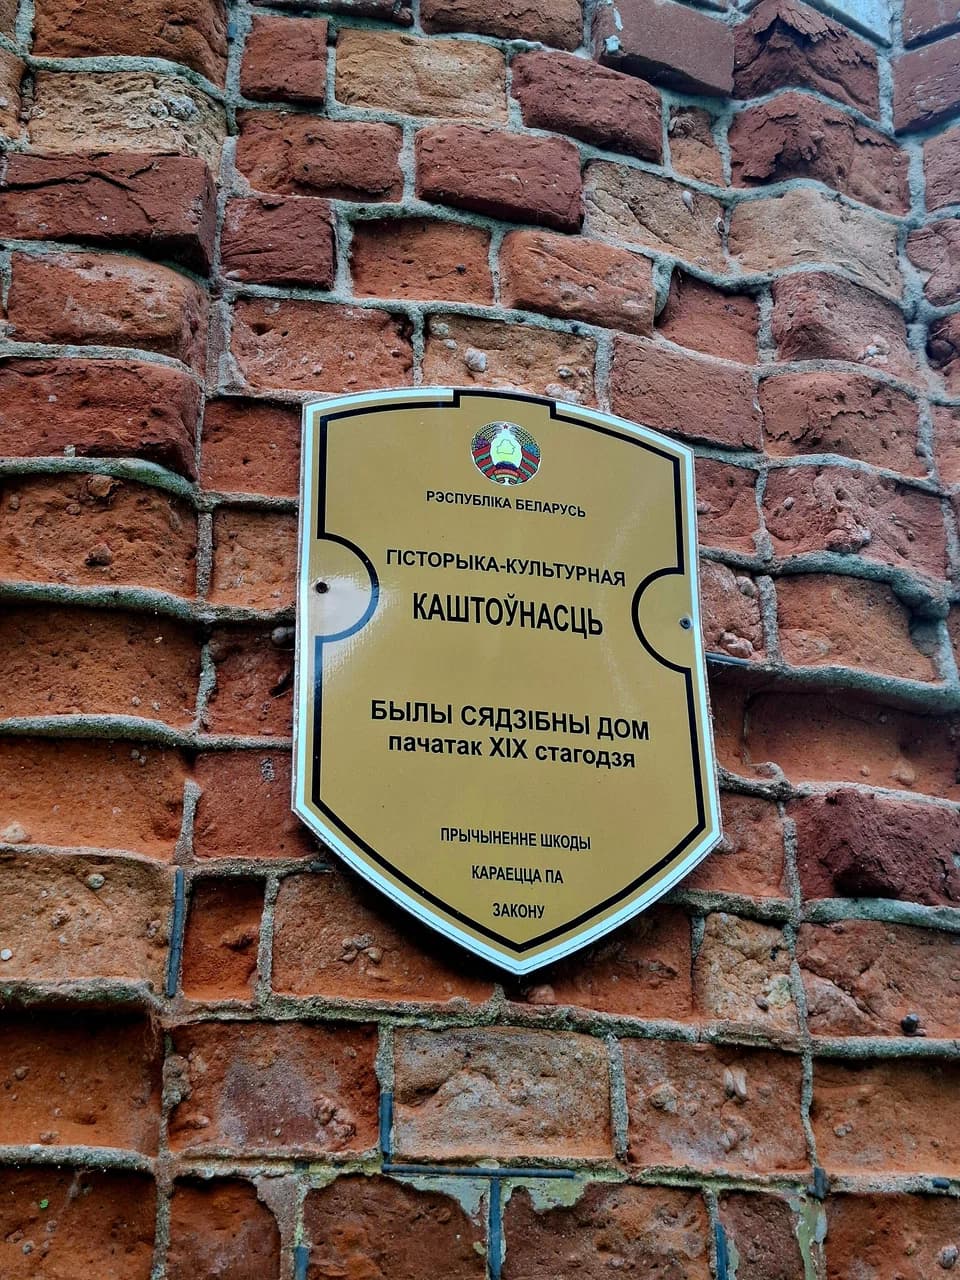 РЭСПУБЛІКА БЕЛАРУСЬ
ГІСТОРЫКА-КУЛЬТУРНАЯ
КАШТОЎНАСЦЬ
БЫЛЫ СЯДЗІБНЫ ДОМ
пачатак XIX стагодзя
ПРЫЧЫНЕННЕ ШКОДЫ
КАРАЕЦЦА ПА
ЗАКОНУ